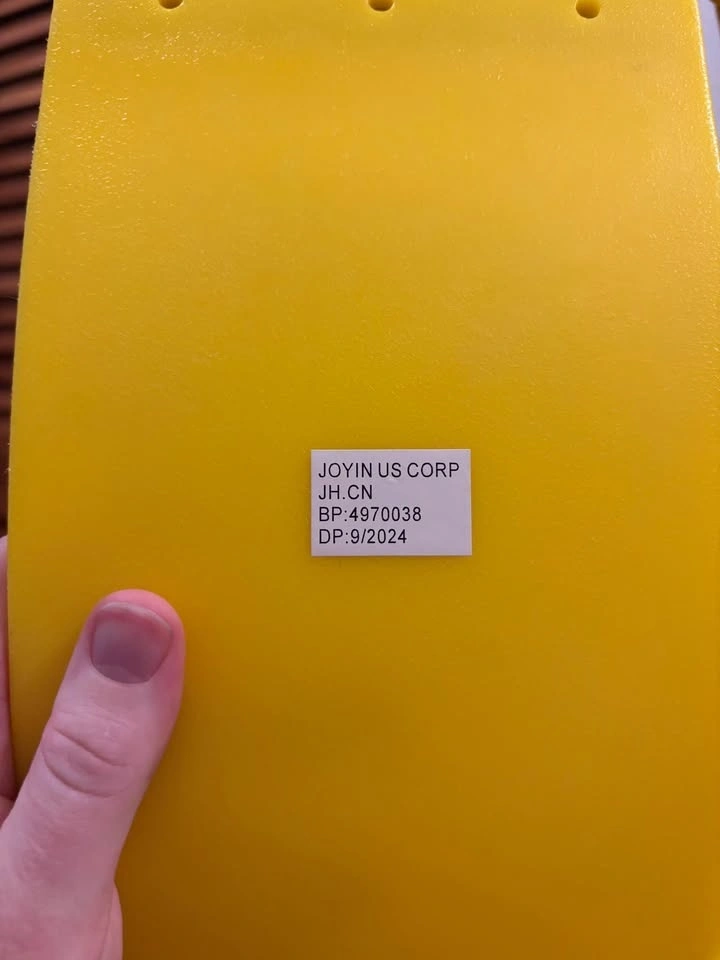 JOYIN US CORP
JH.CN
BP:4970038
DP:9/2024